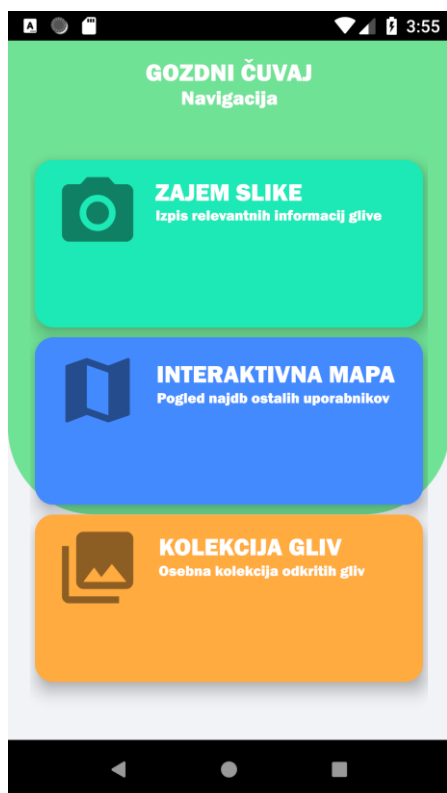 3:55
GOZDNI ČUVAJ
Navigacija
ZAJEM SLIKE
Izpis relevantnih informacij glive
INTERAKTIVNA MAPA
Pogled najdb ostalih uporabnikov
KOLEKCIJA GLIV
Osebna kolekcija odkritih gliv